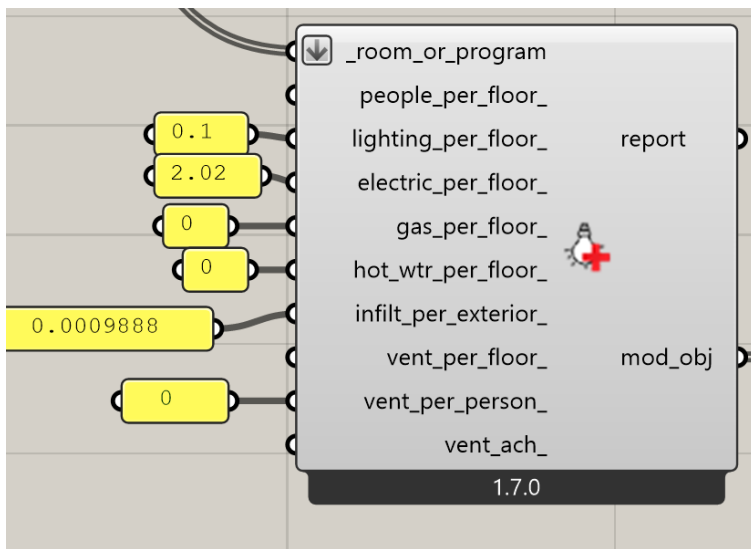 _room_or_program
people_per_floor_
0.1
lighting_per_floor_
report
2.02
electric_per_floor_
0
gas_per_floor_
0
hot_wtr_per_floor_
0.0009888
infilt_per_exterior_
vent_per_floor_
mod_obj
0
vent_per_person_
vent_ach_
1.7.0